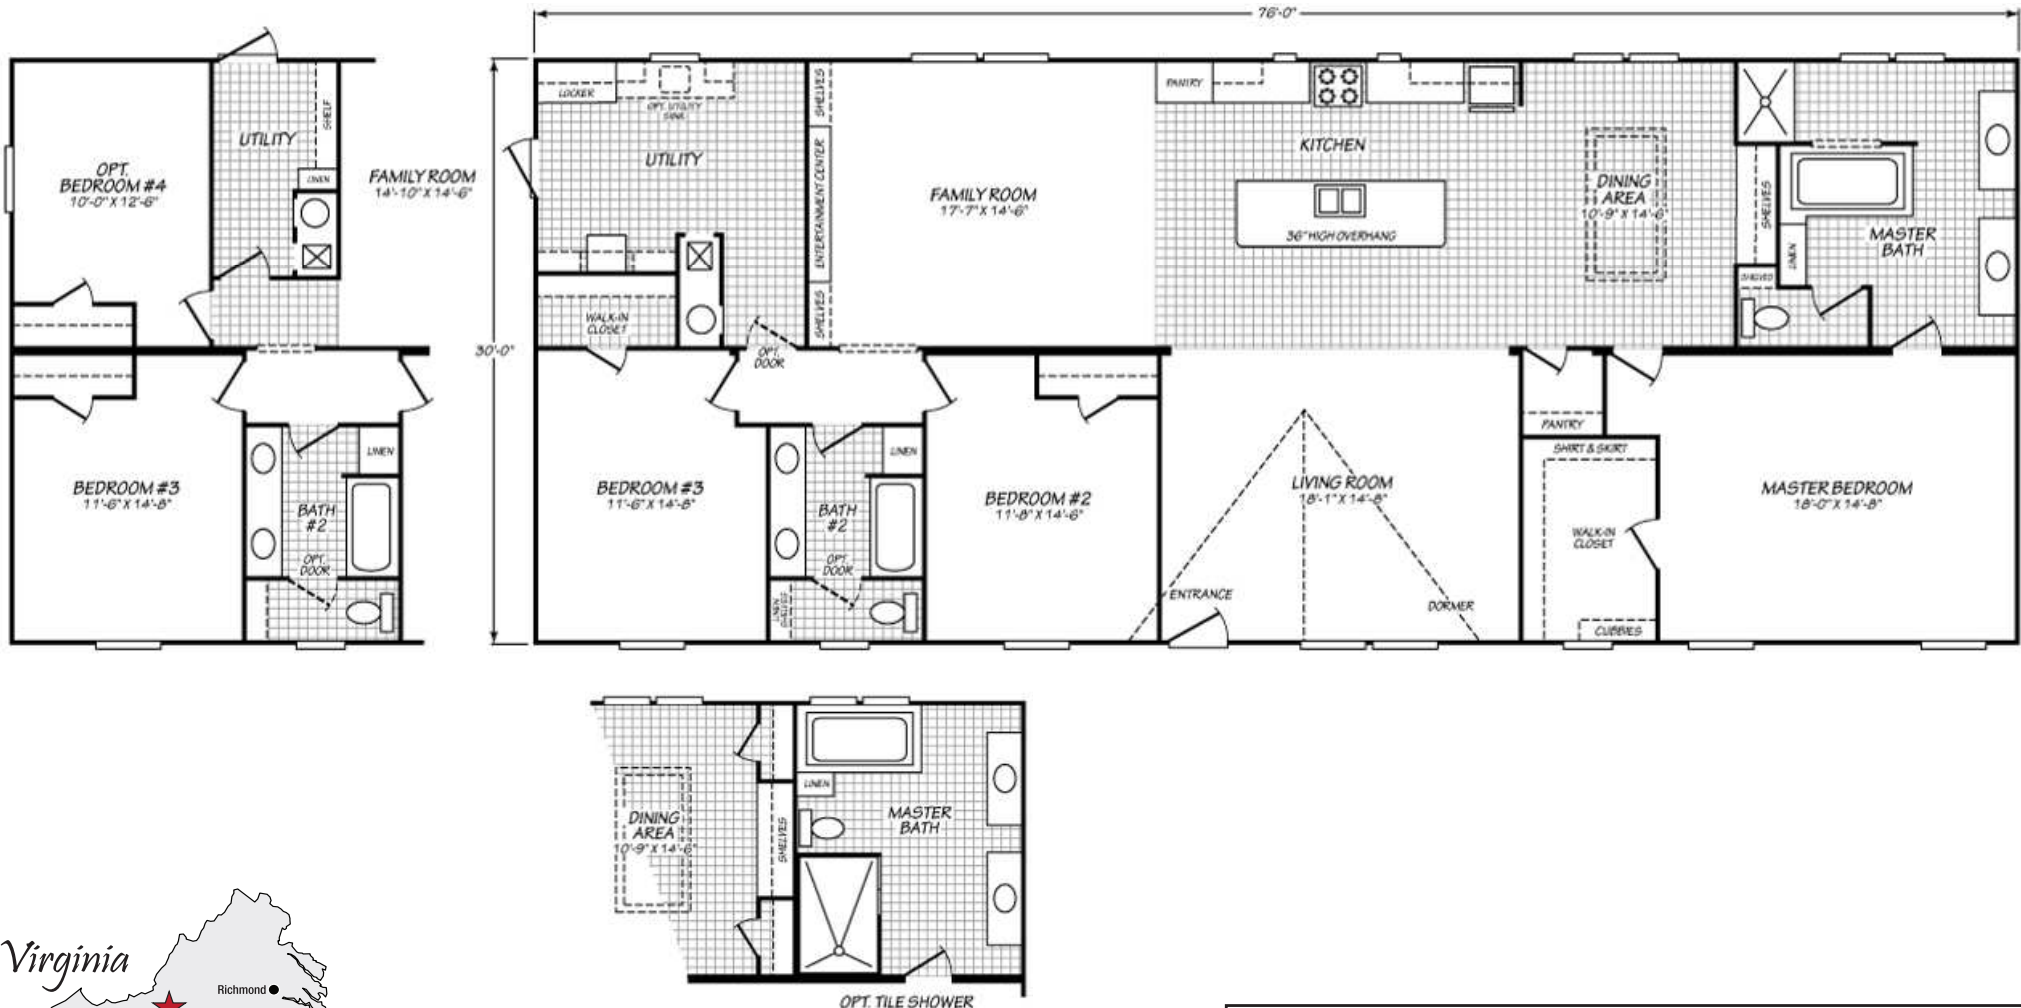 76'-0"
30'-0"
OPT.
BEDROOM #4
10'-0" X 12'-6"
UTILITY
SHELF
LINEN
FAMILY ROOM
14'-10" X 14'-6"
BEDROOM #3
11'-6" X 14'-8"
LINEN
BATH
#2
OPT.
DOOR
LOCKER
OPT. UTILITY
SINK
UTILITY
WALK-IN
CLOSET
OPT.
DOOR
SHELVES
ENTERTAINMENT CENTER
SHELVES
FAMILY ROOM
17'-7" X 14'-6"
PANTRY
KITCHEN
36" HIGH OVERHANG
DINING
AREA
10'-9" X 14'-6"
SHELVES
LINEN
SHELVES
MASTER
BATH
BEDROOM #3
11'-6" X 14'-8"
LINEN
BATH
#2
OPT.
DOOR
LINEN
SHELVES
BEDROOM #2
11'-8" X 14'-6"
LIVING ROOM
18'-1" X 14'-8"
ENTRANCE
DORMER
PANTRY
SHIRT & SKIRT
WALK-IN
CLOSET
CUBBIES
MASTER BEDROOM
18'-0" X 14'-8"
DINING
AREA
10'-9" X 14'-6"
SHELVES
LINEN
MASTER
BATH
OPT. TILE SHOWER
Virginia
Richmond